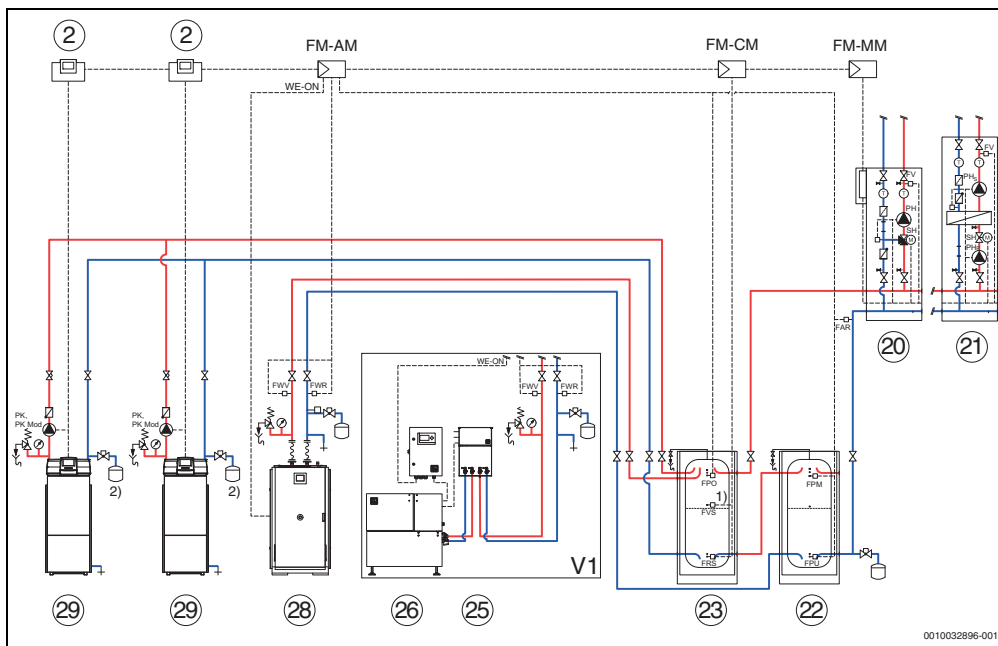 2
2
FM-AM
FM-CM
FM-MM
WE-ON
FV
T
T
PH
SH
M
FV
T
T
PHS
SH
M
PHP
FAR
20
21
WE-ON
FWV
FWR
FWV
FWR
PK,
PK Mod
PK,
PK Mod
2)
2)
FPO
1)
FVS
FRS
FPM
FPU
V1
29
29
28
26
25
23
22
0010032896-001